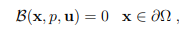 𝓑(𝐱, p, 𝐮) = 0   𝐱 ∈ ∂Ω ,